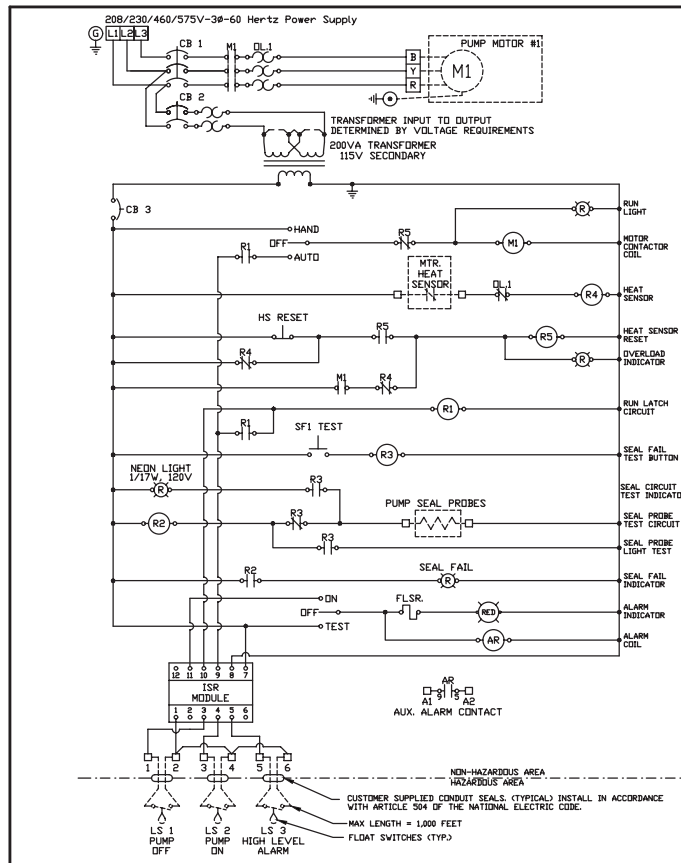 208/230/460/575V-3ø-60 Hertz Power Supply
G L1 L2 L3
CB 1
M1
OL1
PUMP MOTOR #1
B
Y
R
M1
CB 2
TRANSFORMER INPUT TO OUTPUT
DETERMINED BY VOLTAGE REQUIREMENTS
200VA TRANSFORMER
115V SECONDARY
CB 3
R
RUN
LIGHT
HAND
OFF
AUTO
R1
R5
M1
MOTOR
CONTACTOR
COIL
MTR.
HEAT
SENSOR
OL1
R4
HEAT
SENSOR
HS RESET
R5
R5
HEAT SENSOR
RESET
R4
R
OVERLOAD
INDICATOR
M1
R4
R1
RUN LATCH
CIRCUIT
R1
SF1 TEST
R3
SEAL FAIL
TEST BUTTON
NEON LIGHT
1/17W, 120V
R
R3
SEAL CIRCUIT
TEST INDICATOR
PUMP SEAL PROBES
R2
R3
SEAL PROBE
TEST CIRCUIT
R3
SEAL PROBE
LIGHT TEST
R2
SEAL FAIL
R
SEAL FAIL
INDICATOR
ON
OFF
TEST
FLSR.
RED
ALARM
INDICATOR
AR
ALARM
COIL
12 11 10 9 8 7
ISR
MODULE
1 2 3 4 5 6
AR
A1 9 5 A2
AUX. ALARM CONTACT
1 2 3 4 5 6
NON-HAZARDOUS AREA
HAZARDOUS AREA
CUSTOMER SUPPLIED CONDUIT SEALS. (TYPICAL) INSTALL IN ACCORDANCE
WITH ARTICLE 504 OF THE NATIONAL ELECTRIC CODE.
MAX LENGTH = 1,000 FEET
FLOAT SWITCHES (TYP.)
LS 1
PUMP
OFF
LS 2
PUMP
ON
LS 3
HIGH LEVEL
ALARM